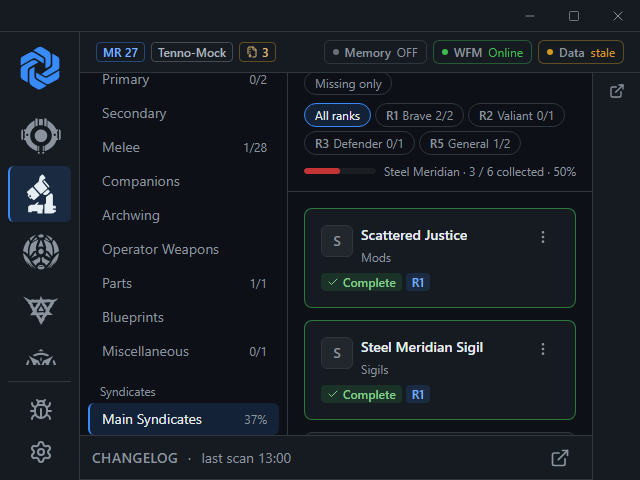 MR 27 Tenno-Mock 3 Memory OFF WFM Online Data stale
Primary 0/2
Secondary
Melee 1/28
Companions
Archwing
Operator Weapons
Parts 1/1
Blueprints
Miscellaneous 0/1
Syndicates
Main Syndicates 37%
Missing only
All ranks R1 Brave 2/2 R2 Valiant 0/1
R3 Defender 0/1 R5 General 1/2
Steel Meridian · 3 / 6 collected · 50%
S
Scattered Justice
Mods
Complete R1
S
Steel Meridian Sigil
Sigils
Complete R1
CHANGELOG · last scan 13:00